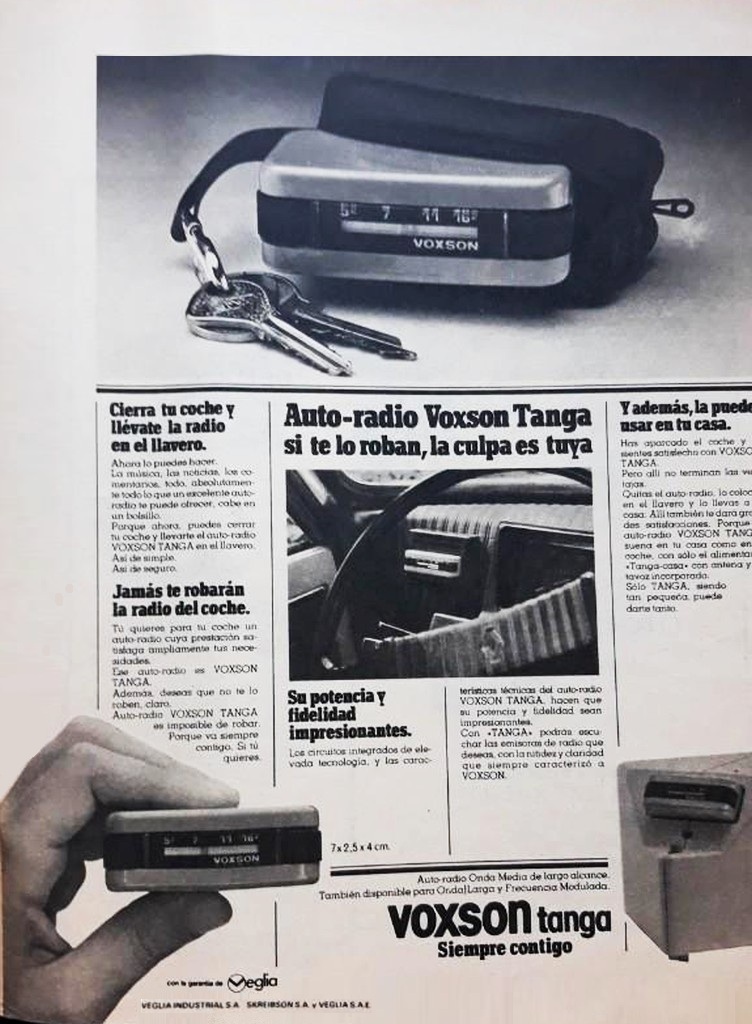 5² 7 11 16²
VOXSON
Cierra tu coche y
llévate la radio
en el llavero.
Ahora lo puedes hacer.
La música, las noticias, los co-
mentarios, todo, absolutamen-
te todo lo que un excelente auto-
radio te puede ofrecer, cabe en
un bolsillo.
Porque ahora, puedes cerrar
tu coche y llevarte el auto-radio
VOXSON TANGA en el llavero.
Así de simple.
Así de seguro.
Jamás te robarán
la radio del coche.
Tú quieres para tu coche un
auto-radio cuya prestación sa-
tisfaga ampliamente tus nece-
sidades.
Ese auto-radio es VOXSON
TANGA.
Además, deseas que no te lo
roben, claro.
Auto-radio VOXSON TANGA
es imposible de robar.
Porque va siempre
contigo. Si tú
quieres.
Auto-radio Voxson Tanga
si te lo roban, la culpa es tuya
Su potencia y
fidelidad
impresionantes.
Los circuitos integrados de ele-
vada tecnología, y las carac-
terísticas técnicas del auto-radio
VOXSON TANGA, hacen que
su potencia y fidelidad sean
impresionantes.
Con «TANGA» podrás escu-
char las emisoras de radio que
deseas, con la nitidez y claridad
que siempre caracterizó a
VOXSON.
Y además, la puede
usar en tu casa.
Has aparcado el coche y
sientes satisfecho con VOXSO
TANGA.
Pero allí no terminan las ve
tajas.
Quitas el auto-radio, lo coloc
en el llavero y lo llevas a
casa. Allí también te dará gra
des satisfacciones. Porque
auto-radio VOXSON TANG
suena en tu casa como en
coche, con sólo el alimenta
«Tanga-casa» con antena y
tavoz incorporado.
Sólo TANGA, siendo
tan pequeña, puede
darte tanto.
5² 7 11 16²
VOXSON
7 x 2,5 x 4 cm.
Auto-radio Onda Media de largo alcance.
También disponible para Onda Larga y Frecuencia Modulada.
VOXSON tanga
Siempre contigo
con la garantía de Veglia
VEGLIA INDUSTRIAL S.A. SKREIBSON S.A. y VEGLIA S.A.E.